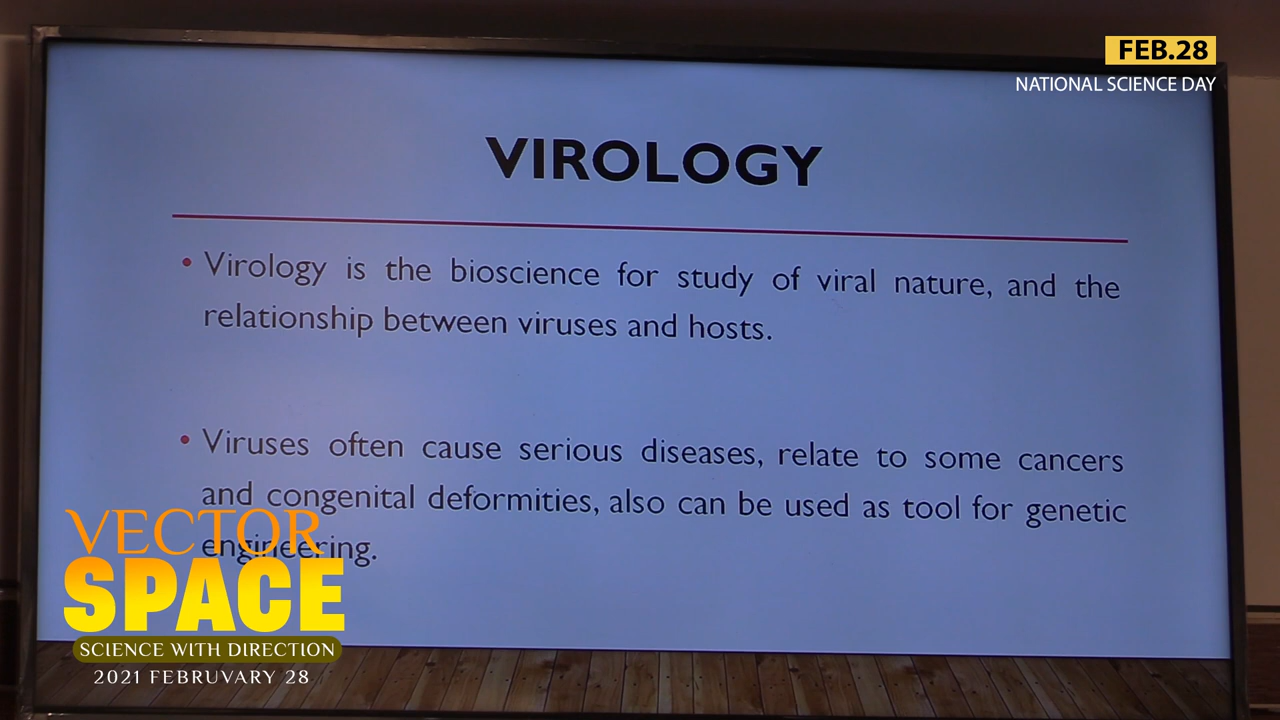 FEB.28
NATIONAL SCIENCE DAY
VIROLOGY
• Virology is the bioscience for study of viral nature, and the
relationship between viruses and hosts.
• Viruses often cause serious diseases, relate to some cancers
and congenital deformities, also can be used as tool for genetic
engineering.
VECTOR
SPACE
SCIENCE WITH DIRECTION
2021 FEBRUVARY 28